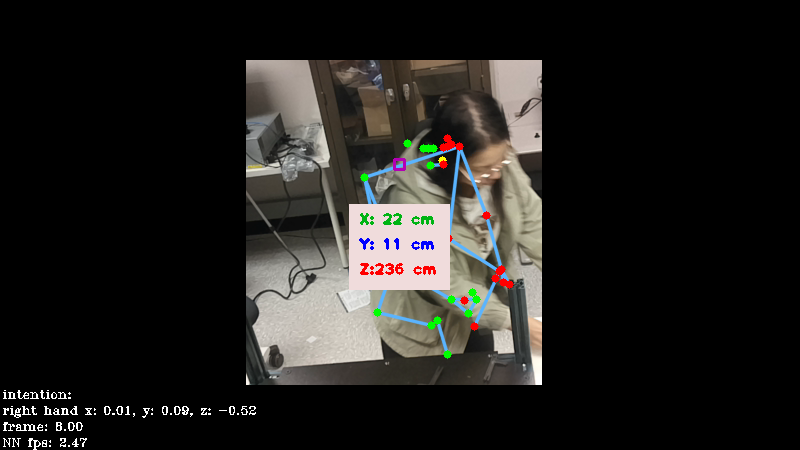 X: 22 cm
Y: 11 cm
Z:236 cm
intention:
right hand x: 0.01, y: 0.09, z: -0.52
frame: 8.00
NN fps: 2.47